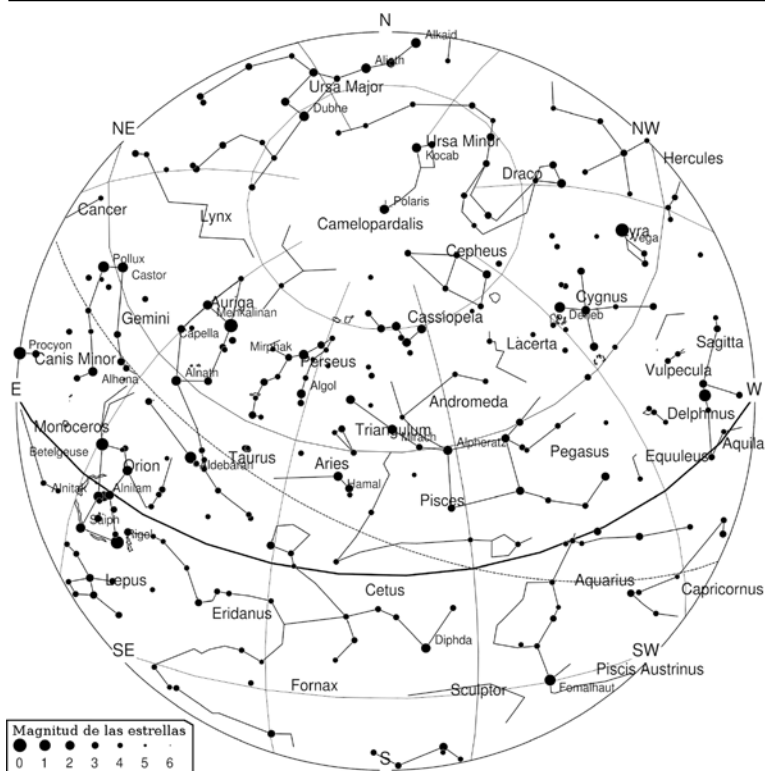 N
Alkaid
Alioth
Ursa Major
Dubhe
NE
NW
Ursa Minor
Kocab
Hercules
Draco
Cancer
Lynx
Polaris
Camelopardalis
Lyra
Vega
Pollux
Castor
Cepheus
Auriga
Menkalinan
Gemini
Capella
Cassiopeia
Cygnus
Deneb
Sagitta
Procyon
Canis Minor
Mirphak
Perseus
Lacerta
Vulpecula
Alhena
Alnath
Algol
E
W
Andromeda
Delphinus
Monoceros
Triangulum
Mirach
Alpheratz
Pegasus
Aquila
Betelgeuse
Orion
Aldebaran
Taurus
Aries
Equuleus
Alnitak
Alnilam
Hamal
Pisces
Saiph
Rigel
Lepus
Cetus
Aquarius
Capricornus
Eridanus
Diphda
SE
SW
Piscis Austrinus
Fomalhaut
Fornax
Sculptor
S
Magnitud de las estrellas
0 1 2 3 4 5 6